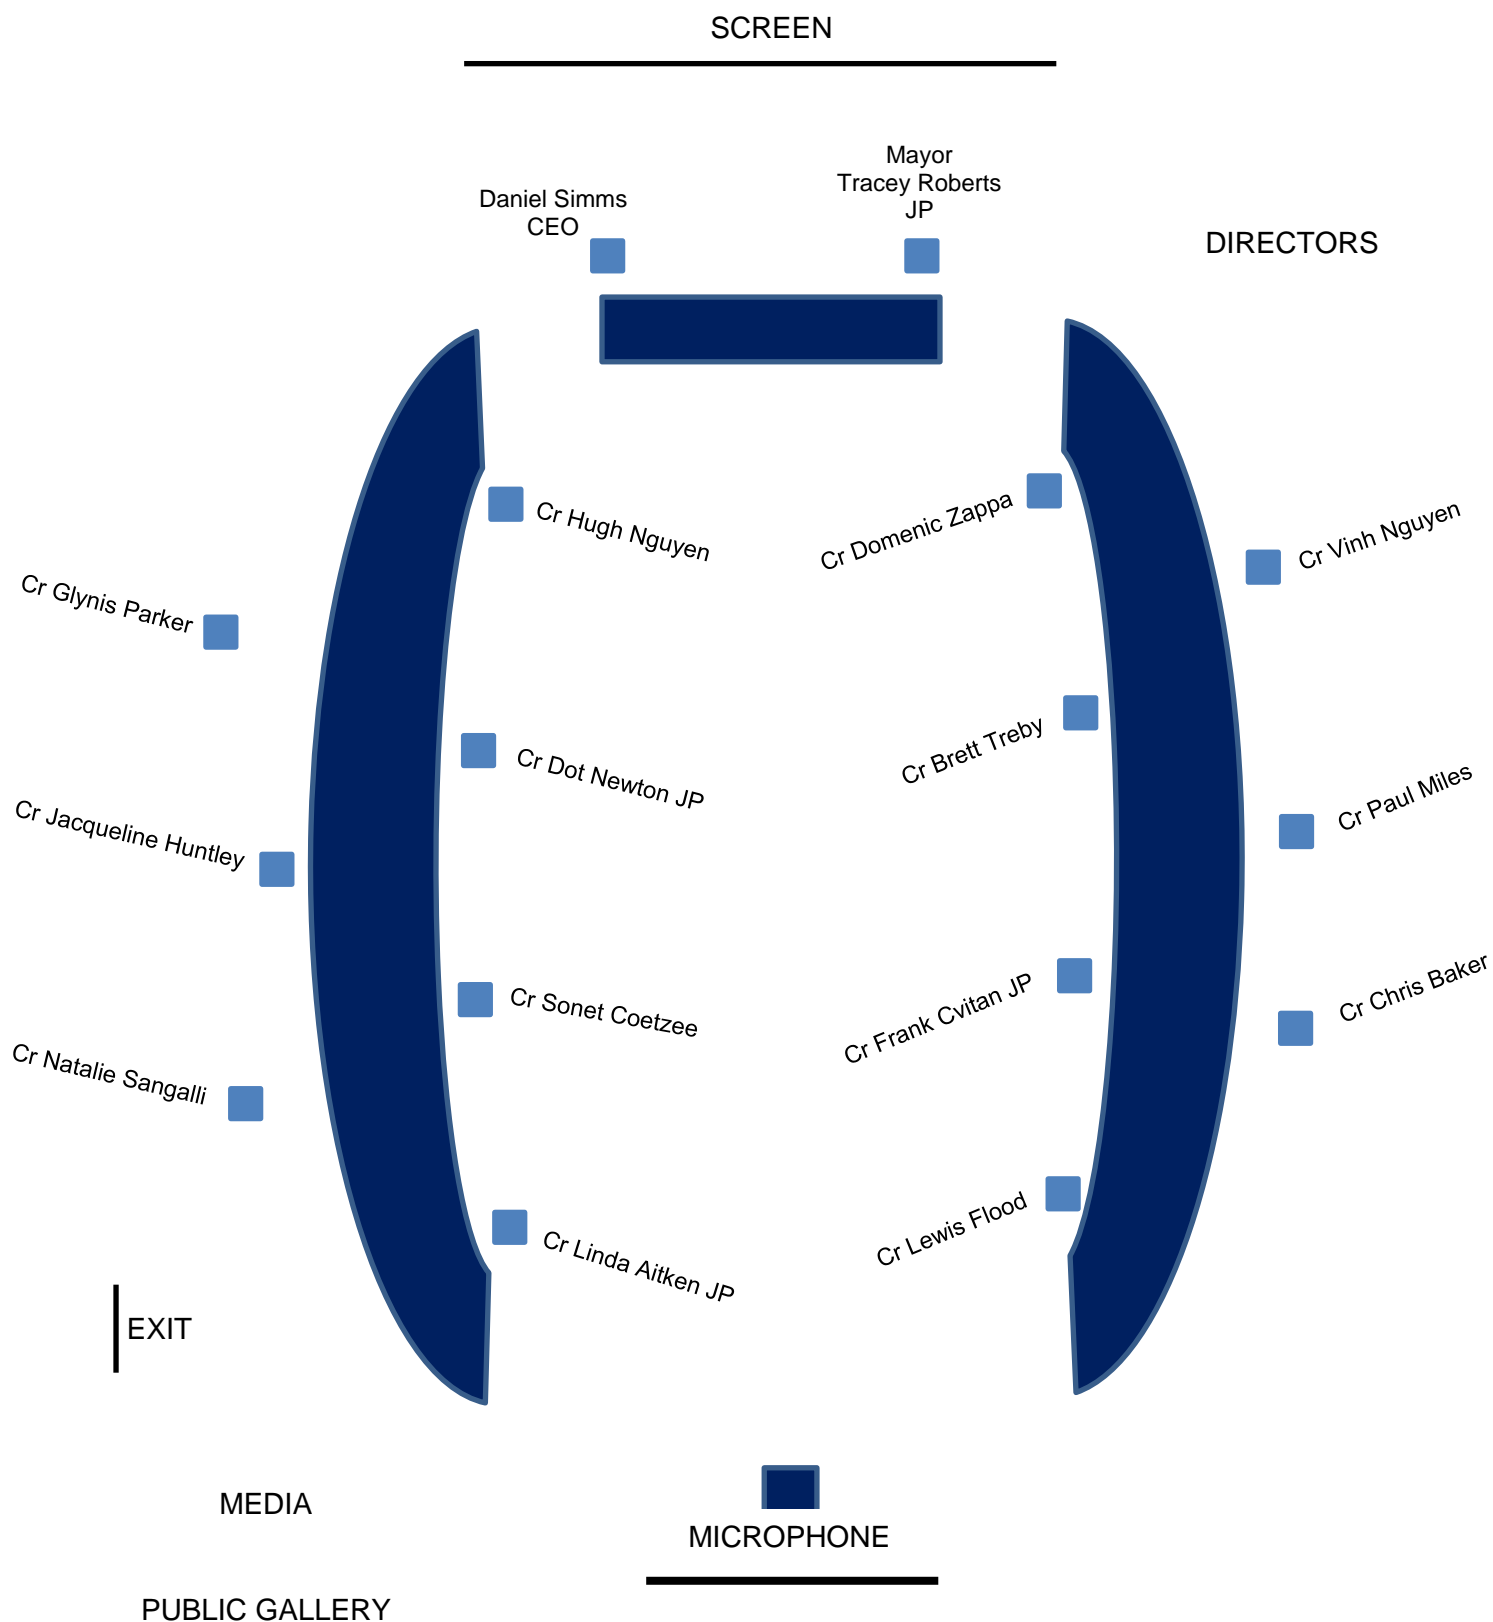 SCREEN
Mayor
Tracey Roberts
JP
Daniel Simms
CEO
DIRECTORS
Cr Hugh Nguyen
Cr Domenic Zappa
Cr Vinh Nguyen
Cr Glynis Parker
Cr Dot Newton JP
Cr Brett Treby
Cr Paul Miles
Cr Jacqueline Huntley
Cr Sonet Coetzee
Cr Frank Cvitan JP
Cr Chris Baker
Cr Natalie Sangalli
Cr Linda Aitken JP
Cr Lewis Flood
EXIT
MEDIA
MICROPHONE
PUBLIC GALLERY